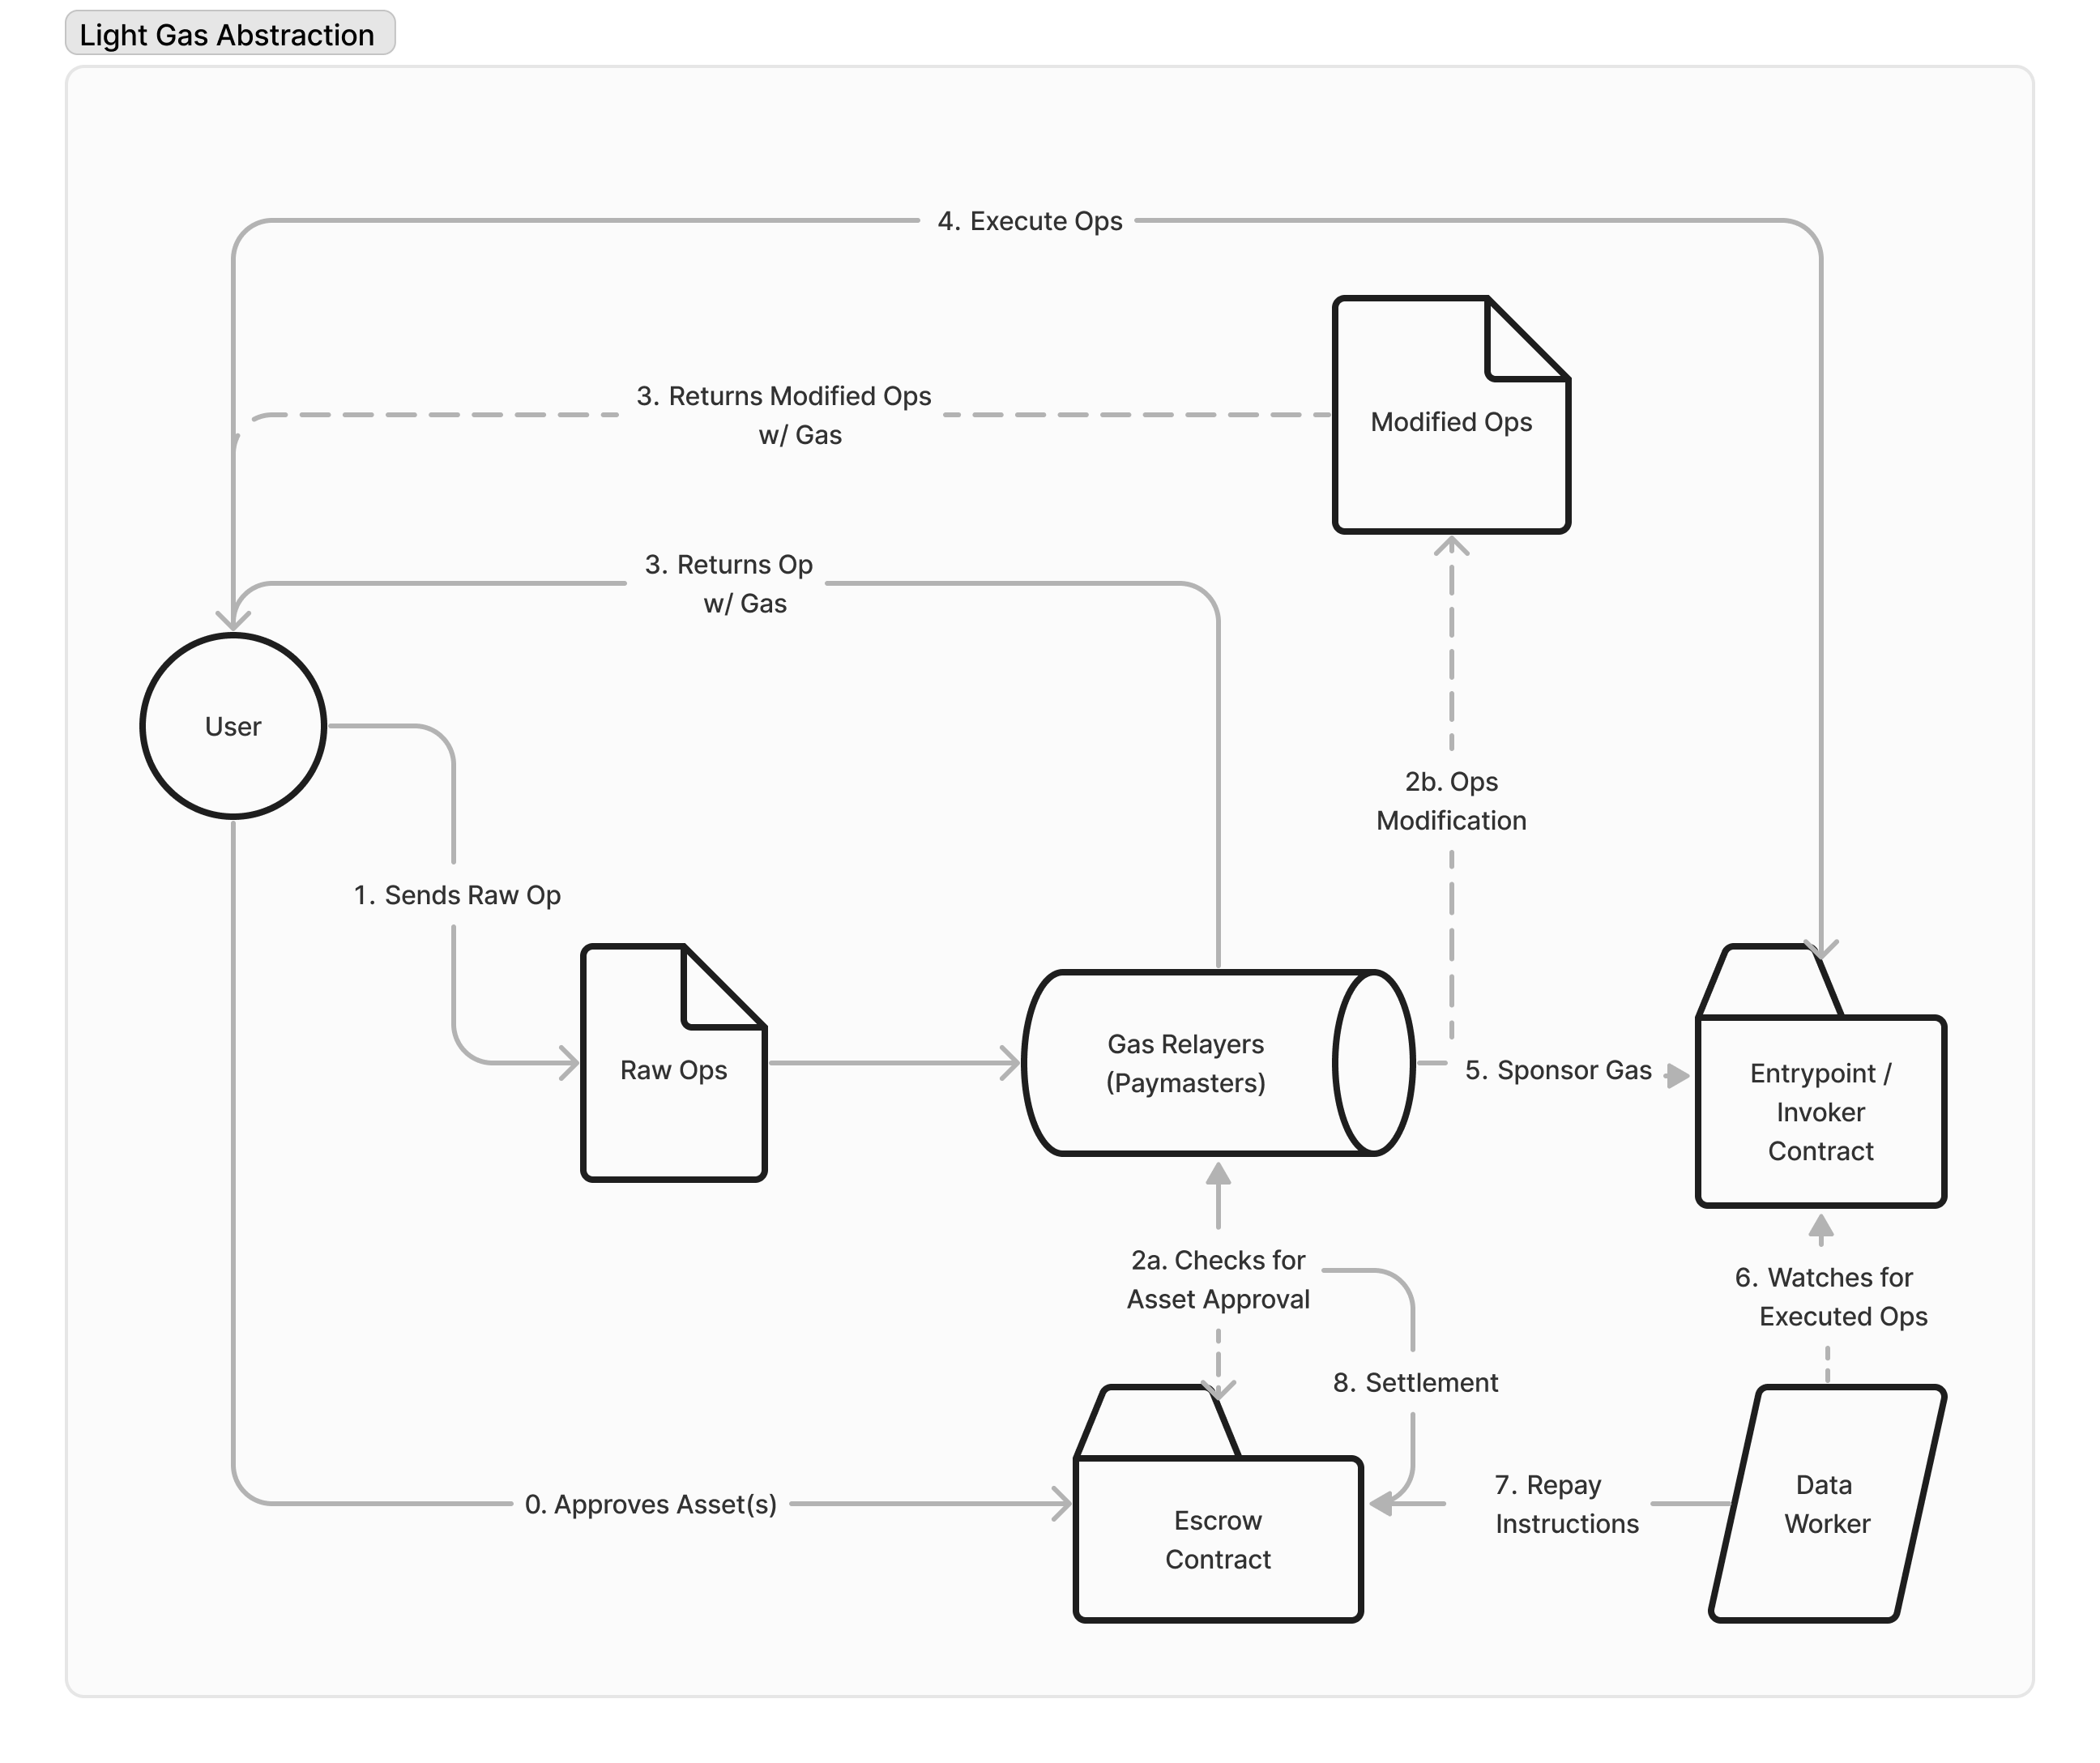 Light Gas Abstraction
4. Execute Ops
3. Returns Modified Ops
w/ Gas
Modified Ops
3. Returns Op
w/ Gas
User
2b. Ops
Modification
1. Sends Raw Op
Raw Ops
Gas Relayers
(Paymasters)
5. Sponsor Gas
Entrypoint /
Invoker
Contract
2a. Checks for
Asset Approval
6. Watches for
Executed Ops
8. Settlement
0. Approves Asset(s)
Escrow
Contract
7. Repay
Instructions
Data
Worker